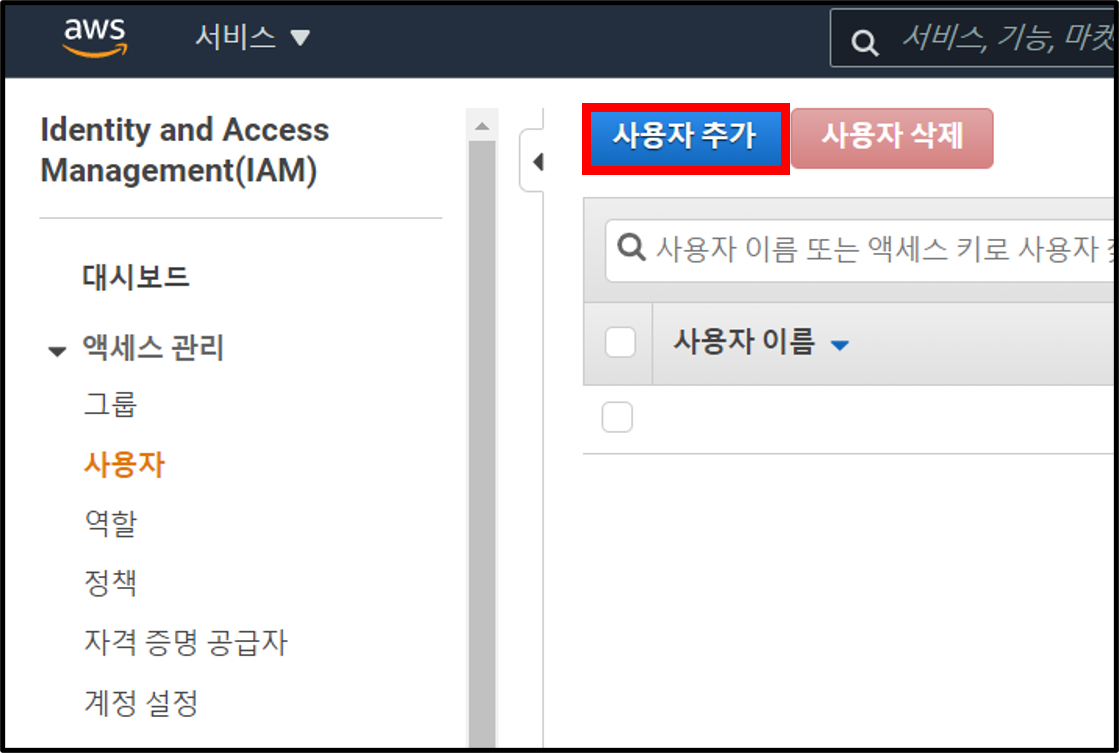 aws
서비스
서비스, 기능, 마켓
Identity and Access
Management(IAM)
대시보드
액세스 관리
그룹
사용자
역할
정책
자격 증명 공급자
계정 설정
사용자 추가
사용자 삭제
사용자 이름 또는 액세스 키로 사용자
사용자 이름